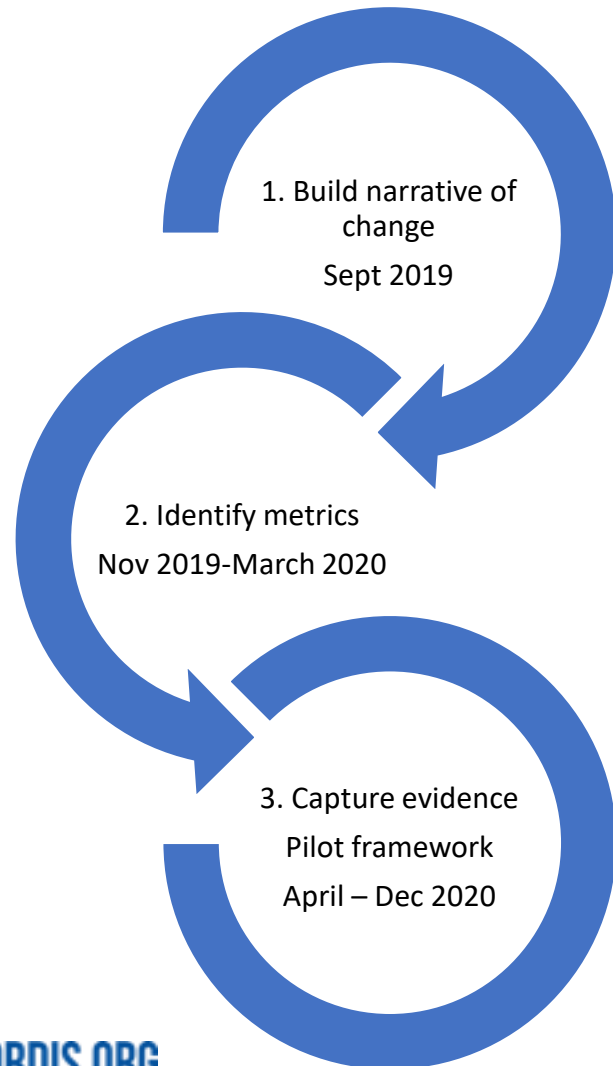 1. Build narrative of
change
Sept 2019
2. Identify metrics
Nov 2019-March 2020
3. Capture evidence
Pilot framework
April – Dec 2020